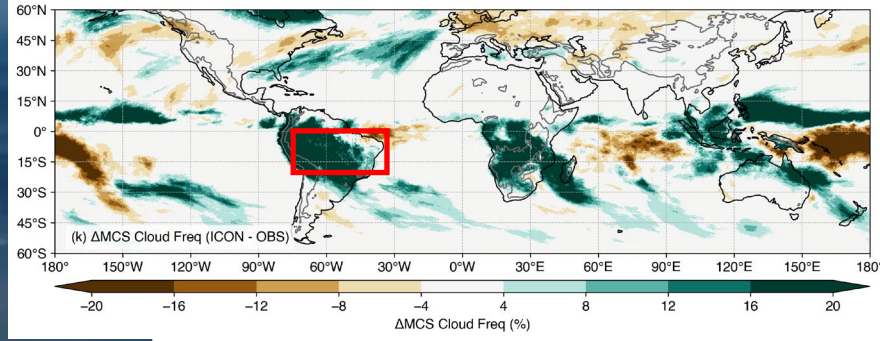 60°N
45°N
30°N
15°N
0°
15°S
30°S
45°S
60°S
(k) ΔMCS Cloud Freq (ICON - OBS)
180° 150°W 120°W 90°W 60°W 30°W 0°W 30°E 60°E 90°E 120°E 150°E 180°
−20 −16 −12 −8 −4 4 8 12 16 20
ΔMCS Cloud Freq (%)